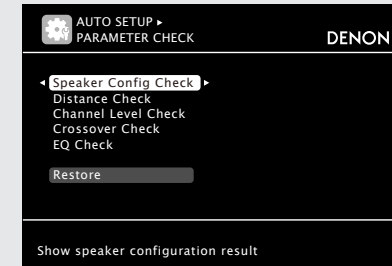 AUTO SETUP ▸
PARAMETER CHECK
DENON
◂ Speaker Config Check ▸
Distance Check
Channel Level Check
Crossover Check
EQ Check
Restore
Show speaker configuration result